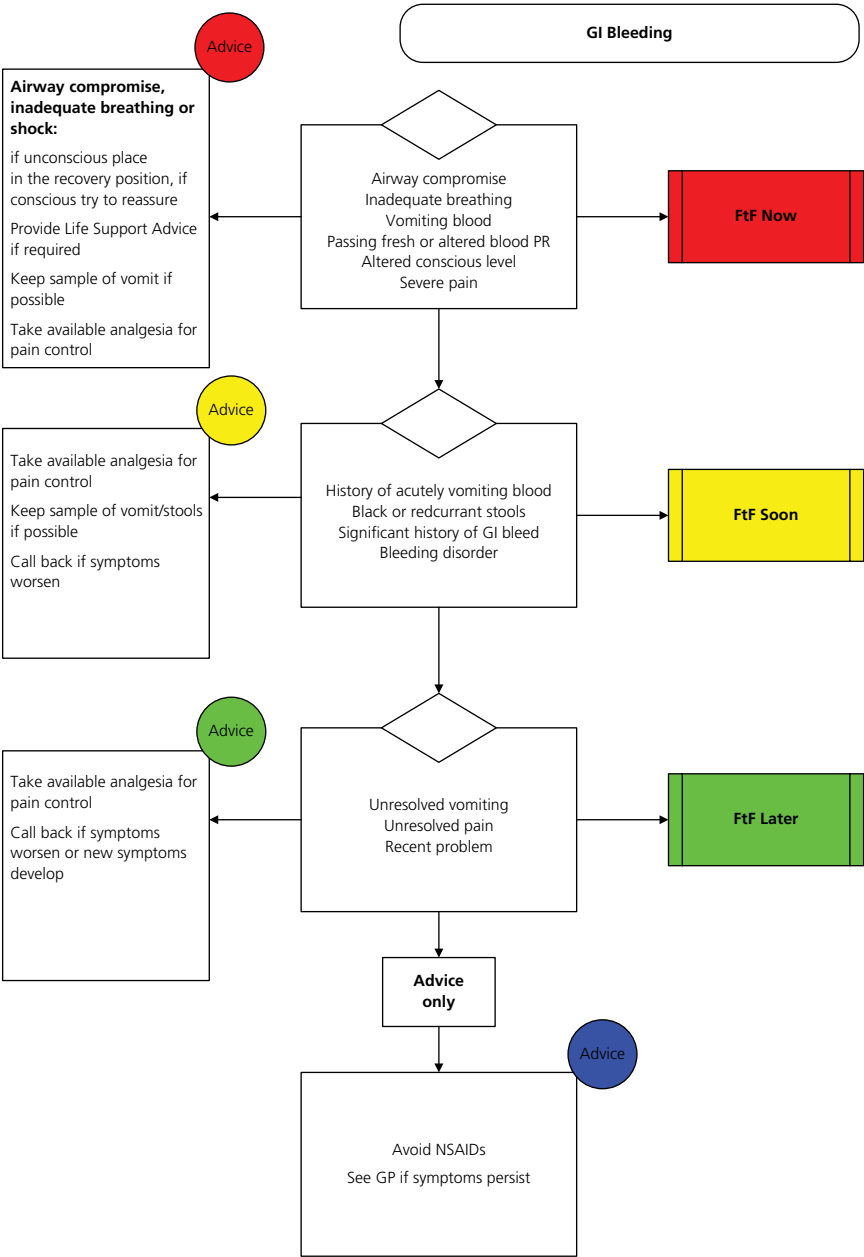 GI Bleeding
Advice
Airway compromise,
inadequate breathing or
shock:
if unconscious place
in the recovery position, if
conscious try to reassure
Provide Life Support Advice
if required
Keep sample of vomit if
possible
Take available analgesia for
pain control
Airway compromise
Inadequate breathing
Vomiting blood
Passing fresh or altered blood PR
Altered conscious level
Severe pain
FtF Now
Advice
Take available analgesia for
pain control
Keep sample of vomit/stools
if possible
Call back if symptoms
worsen
History of acutely vomiting blood
Black or redcurrant stools
Significant history of GI bleed
Bleeding disorder
FtF Soon
Advice
Take available analgesia for
pain control
Call back if symptoms
worsen or new symptoms
develop
Unresolved vomiting
Unresolved pain
Recent problem
FtF Later
Advice
only
Advice
Avoid NSAIDs
See GP if symptoms persist